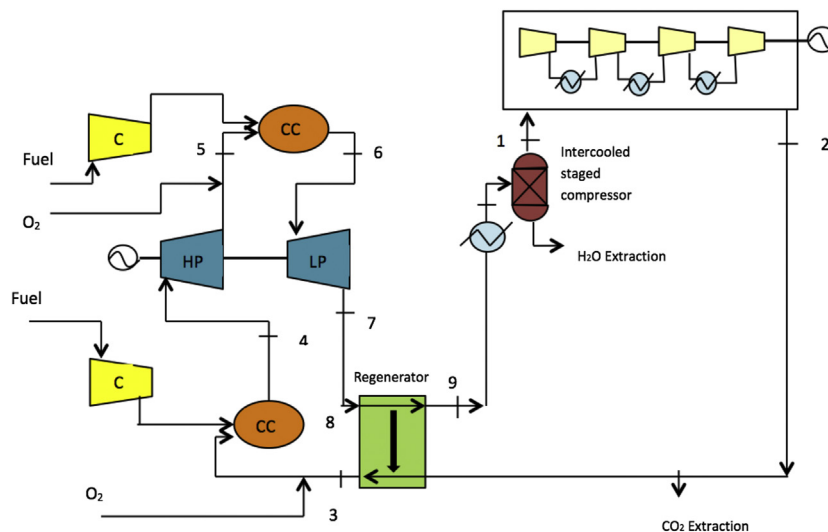 C
CC
5
6
Fuel
O2
HP
LP
1
Intercooled
staged
compressor
2
H2O Extraction
Fuel
4
7
C
Regenerator
9
8
CC
O2
3
CO2 Extraction